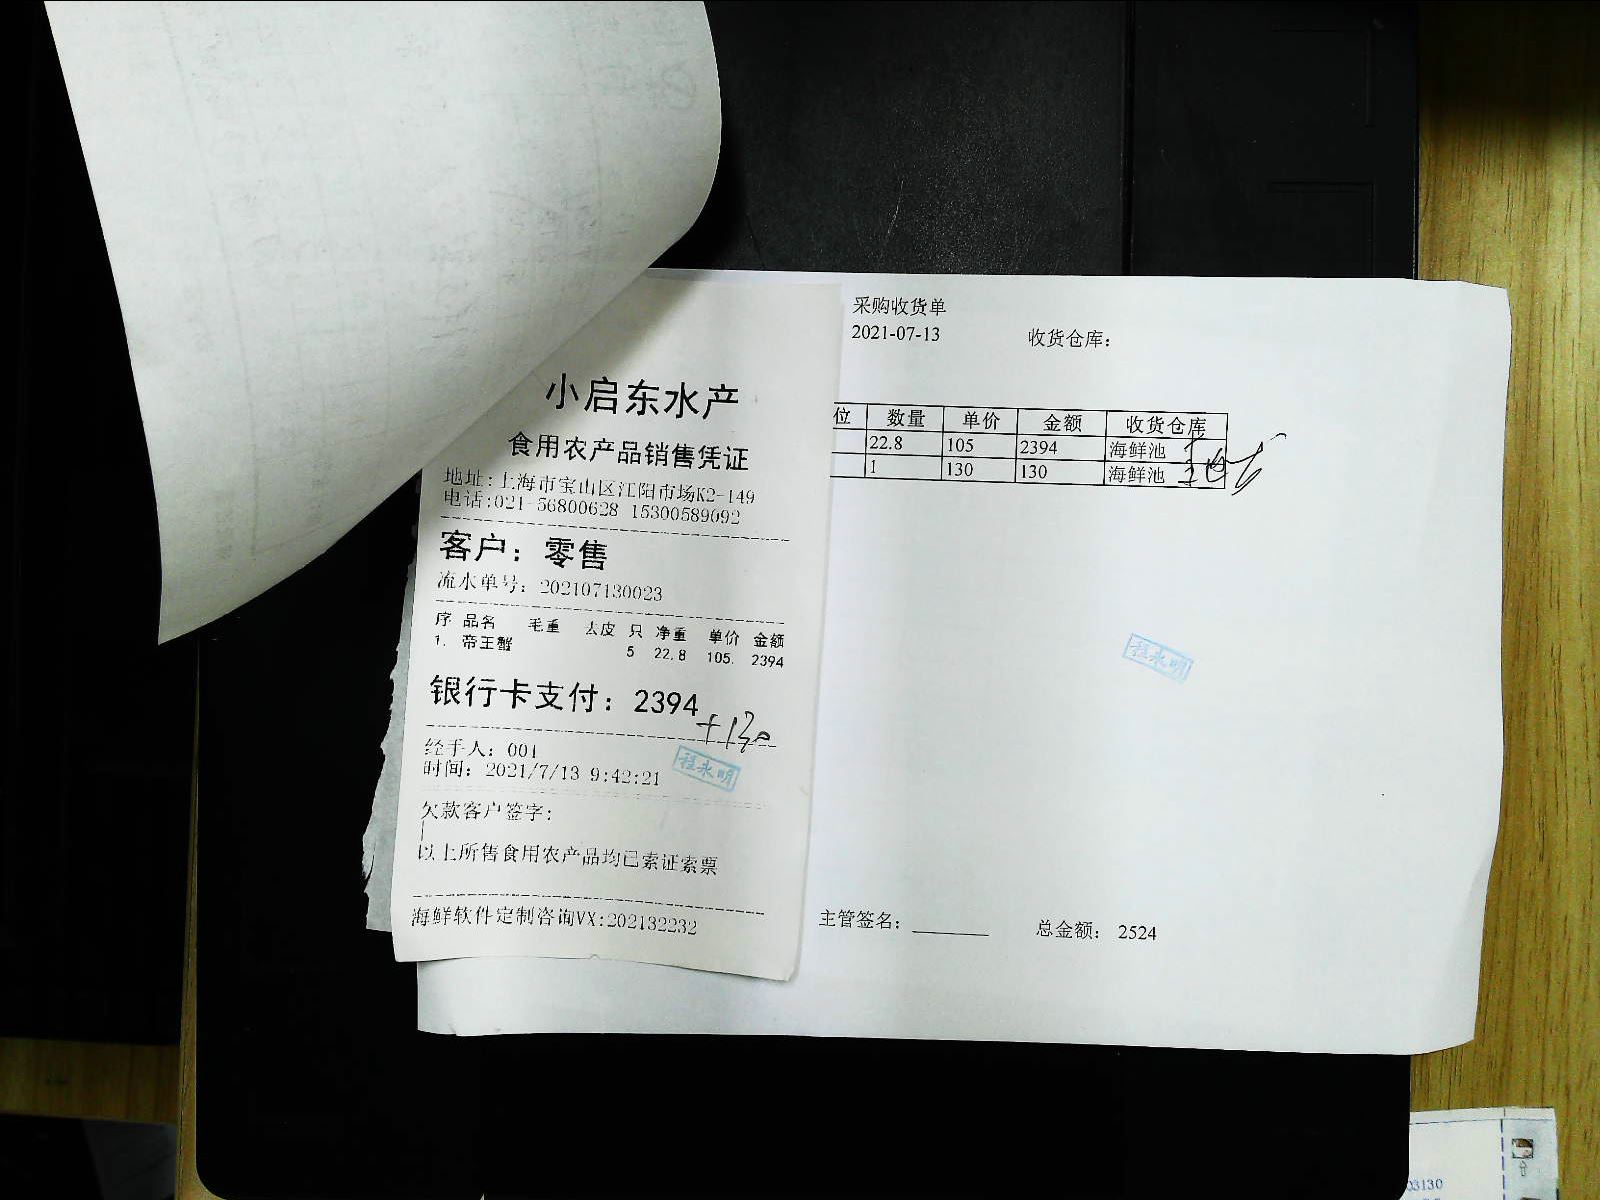 小启东水产
食用农产品销售凭证
地址:上海市宝山区江阳市场K2-149
电话:021-56800628 15300589092
客户：零售
流水单号：202107130023
序 品名 毛重 去皮 只 净重 单价 金额
1. 帝王蟹 5 22.8 105. 2394
银行卡支付：2394
+130
经手人：001
时间：2021/7/13 9:42:21
程永明
欠款客户签字:
以上所售食用农产品均已索证索票
海鲜软件定制咨询VX:202132232
采购收货单
2021-07-13 收货仓库：
位 数量 单价 金额 收货仓库
22.8 105 2394 海鲜池
1 130 130 海鲜池
程永明
主管签名：
总金额： 2524
03130